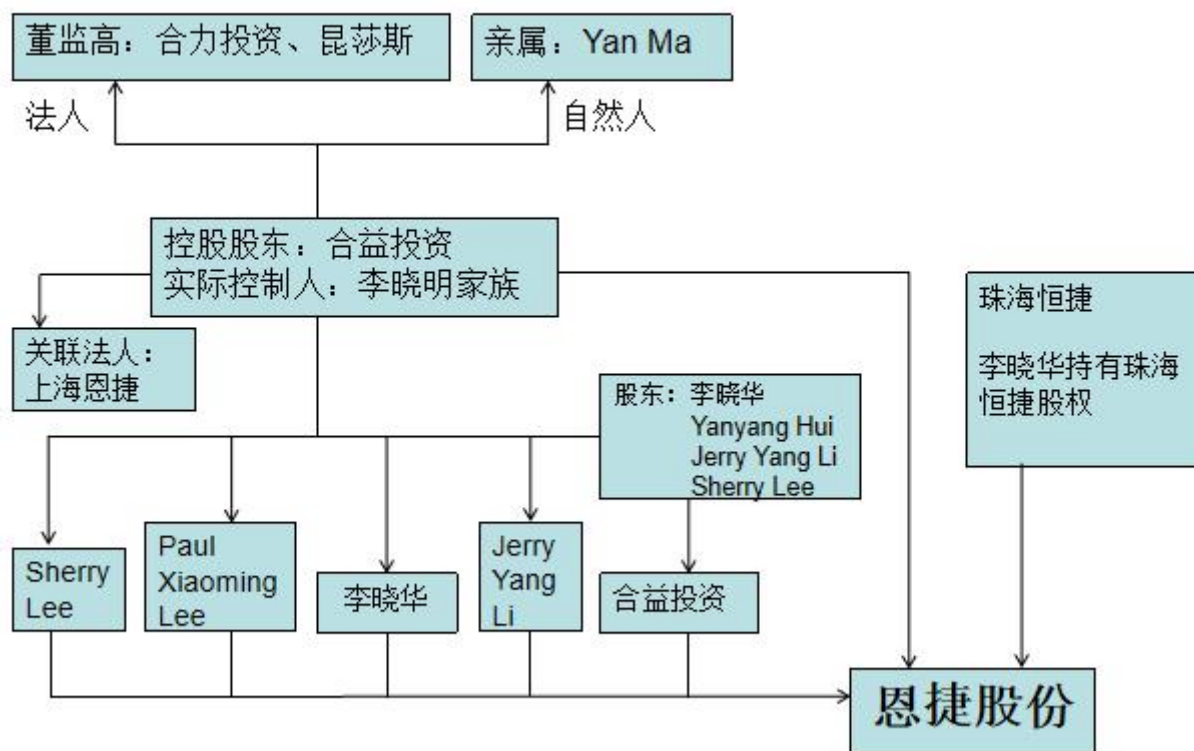 董监高：合力投资、昆莎斯
亲属：Yan Ma
法人
自然人
控股股东：合益投资
实际控制人：李晓明家族
关联法人：
上海恩捷
珠海恒捷
李晓华持有珠海
恒捷股权
股东：李晓华
Yanyang Hui
Jerry Yang Li
Sherry Lee
Sherry
Lee
Paul
Xiaoming
Lee
李晓华
Jerry
Yang
Li
合益投资
恩捷股份